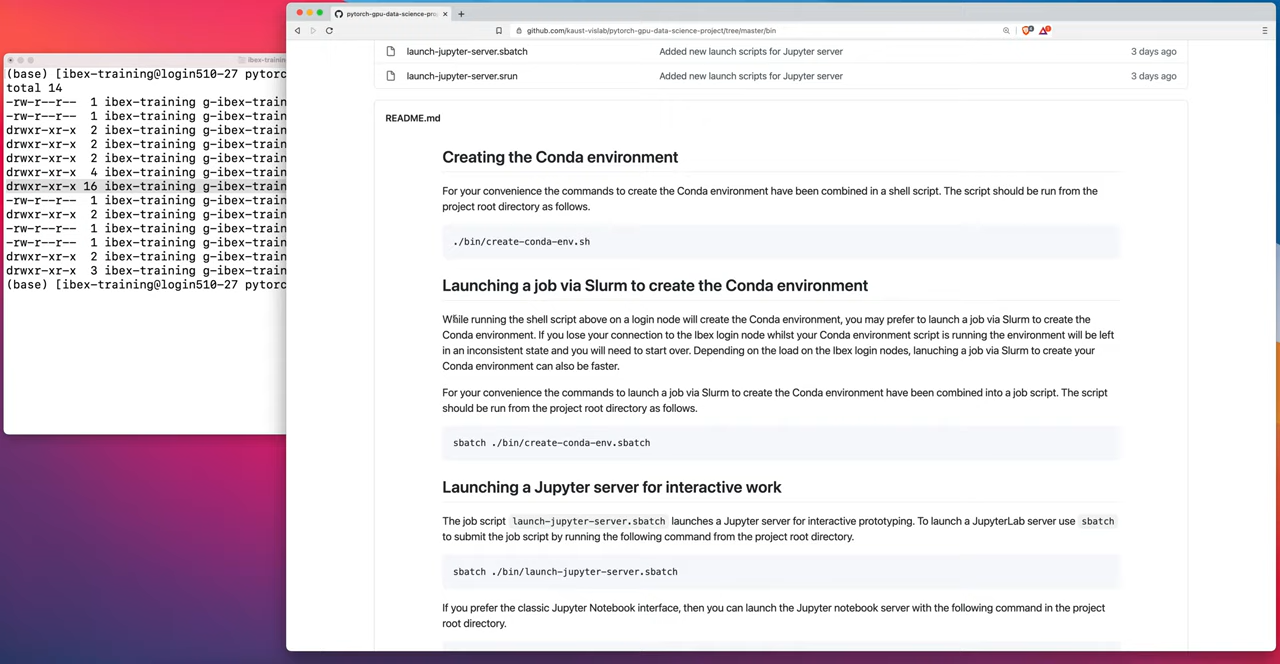 pytorch-gpu-data-science-pro
github.com/kaust-vislab/pytorch-gpu-data-science-project/tree/master/bin
ibex-trainin
(base) [ibex-training@login510-27 pytorc
total 14
-rw-r--r-- 1 ibex-training g-ibex-train
-rw-r--r-- 1 ibex-training g-ibex-train
drwxr-xr-x 2 ibex-training g-ibex-train
drwxr-xr-x 2 ibex-training g-ibex-train
drwxr-xr-x 2 ibex-training g-ibex-train
drwxr-xr-x 4 ibex-training g-ibex-train
drwxr-xr-x 16 ibex-training g-ibex-train
-rw-r--r-- 1 ibex-training g-ibex-train
drwxr-xr-x 2 ibex-training g-ibex-train
-rw-r--r-- 1 ibex-training g-ibex-train
-rw-r--r-- 1 ibex-training g-ibex-train
drwxr-xr-x 2 ibex-training g-ibex-train
drwxr-xr-x 3 ibex-training g-ibex-train
(base) [ibex-training@login510-27 pytorc
launch-jupyter-server.sbatch Added new launch scripts for Jupyter server 3 days ago
launch-jupyter-server.srun Added new launch scripts for Jupyter server 3 days ago
README.md
Creating the Conda environment
For your convenience the commands to create the Conda environment have been combined in a shell script. The script should be run from the
project root directory as follows.
./bin/create-conda-env.sh
Launching a job via Slurm to create the Conda environment
While running the shell script above on a login node will create the Conda environment, you may prefer to launch a job via Slurm to create the
Conda environment. If you lose your connection to the Ibex login node whilst your Conda environment script is running the environment will be left
in an inconsistent state and you will need to start over. Depending on the load on the Ibex login nodes, lanuching a job via Slurm to create your
Conda environment can also be faster.
For your convenience the commands to launch a job via Slurm to create the Conda environment have been combined into a job script. The script
should be run from the project root directory as follows.
sbatch ./bin/create-conda-env.sbatch
Launching a Jupyter server for interactive work
The job script launch-jupyter-server.sbatch launches a Jupyter server for interactive prototyping. To launch a JupyterLab server use sbatch
to submit the job script by running the following command from the project root directory.
sbatch ./bin/launch-jupyter-server.sbatch
If you prefer the classic Jupyter Notebook interface, then you can launch the Jupyter notebook server with the following command in the project
root directory.